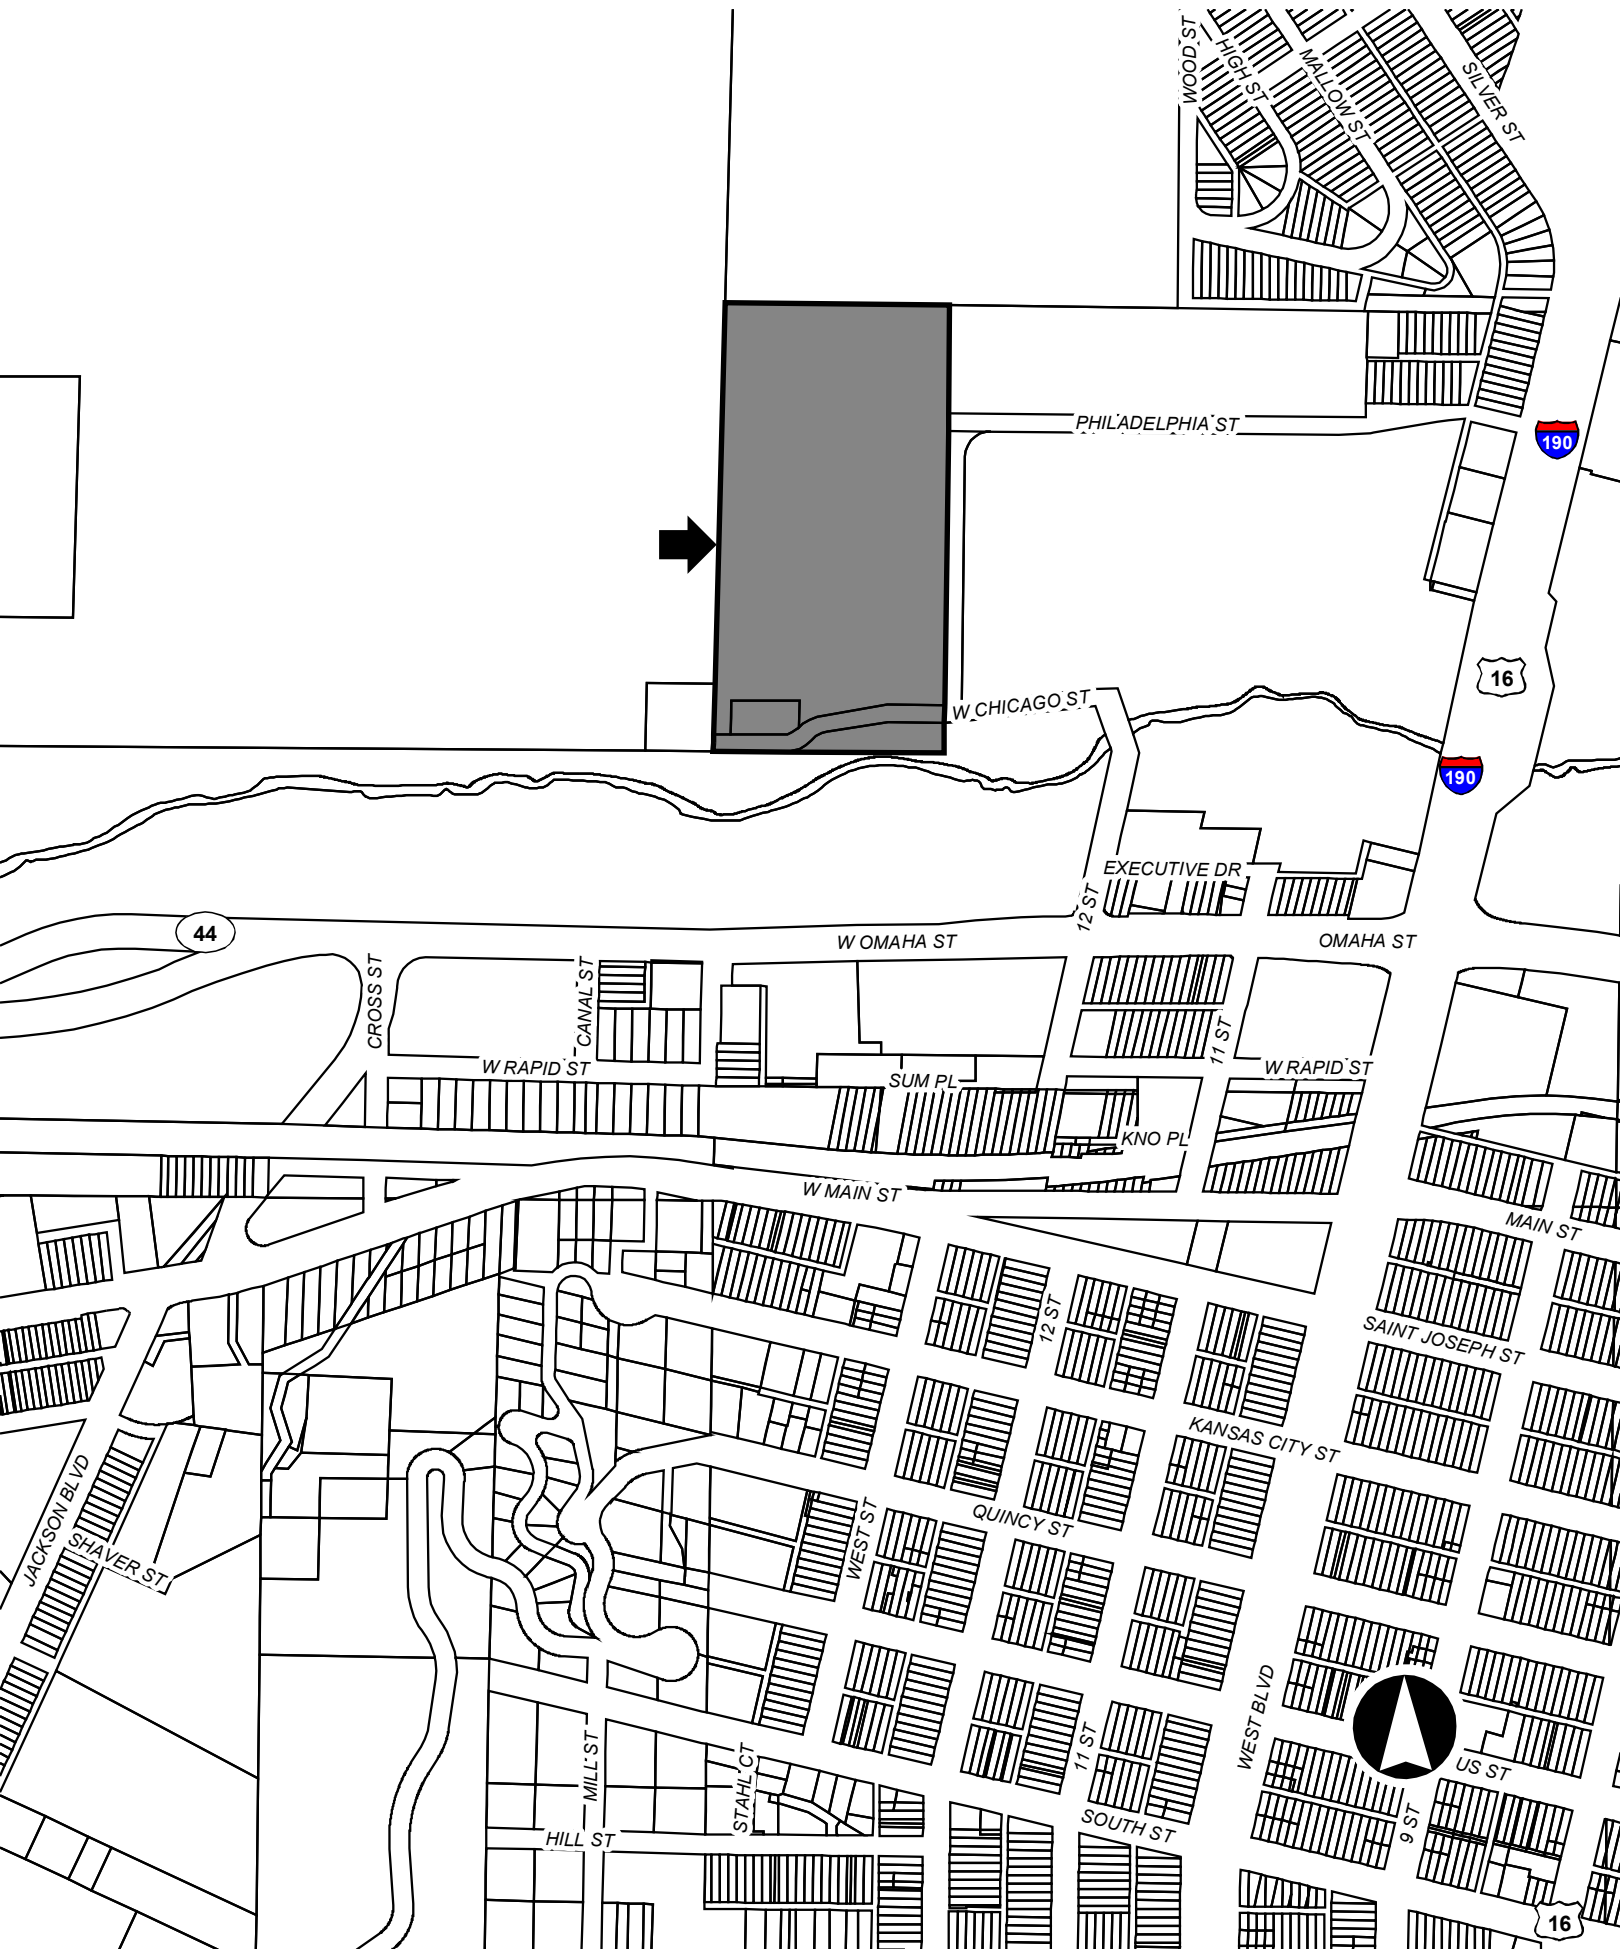 WOOD ST
HIGH ST
MALLOW ST
SILVER ST
PHILADELPHIA ST
190
16
W CHICAGO ST
190
EXECUTIVE DR
12 ST
44
W OMAHA ST
OMAHA ST
CROSS ST
CANAL ST
11 ST
W RAPID ST
SUM PL
W RAPID ST
KNO PL
W MAIN ST
MAIN ST
12 ST
SAINT JOSEPH ST
KANSAS CITY ST
JACKSON BLVD
SHAVER ST
WEST ST
QUINCY ST
WEST BLVD
MILL ST
STAHL CT
11 ST
US ST
HILL ST
SOUTH ST
9 ST
16